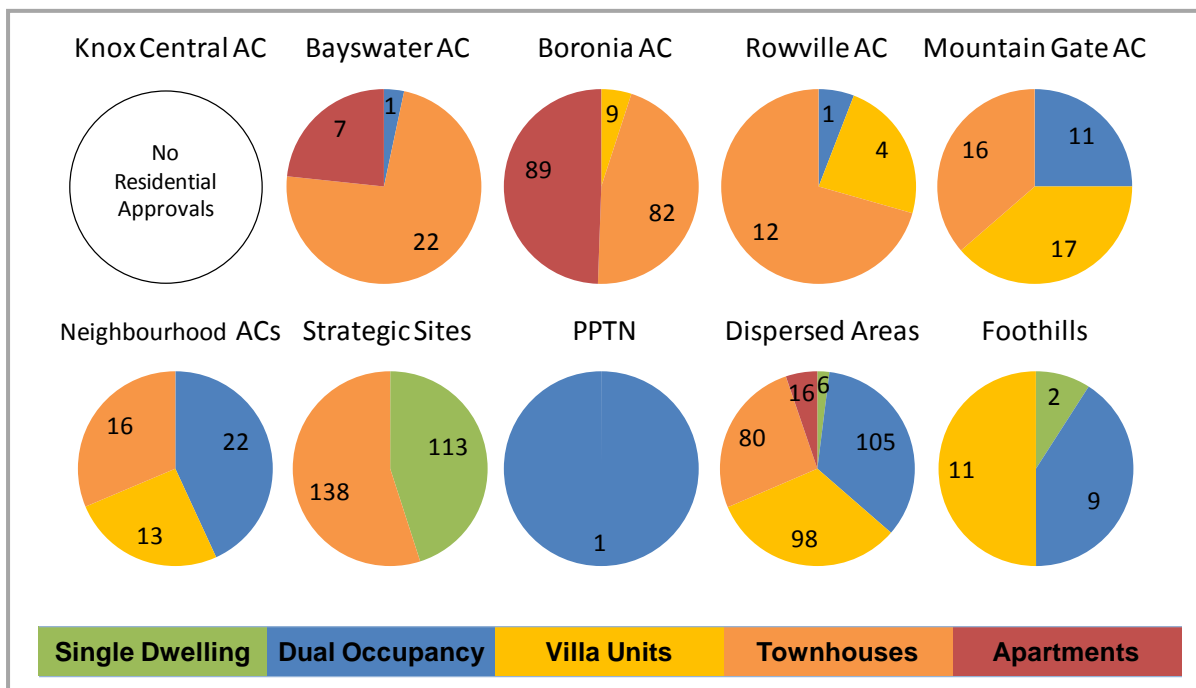 Knox Central AC
Bayswater AC
Boronia AC
Rowville AC
Mountain Gate AC
No
Residential
Approvals
1
7
22
9
89
82
1
4
12
11
16
17
Neighbourhood ACs
Strategic Sites
PPTN
Dispersed Areas
Foothills
16
22
13
113
138
1
16
6
80
105
98
2
11
9
Single Dwelling
Dual Occupancy
Villa Units
Townhouses
Apartments